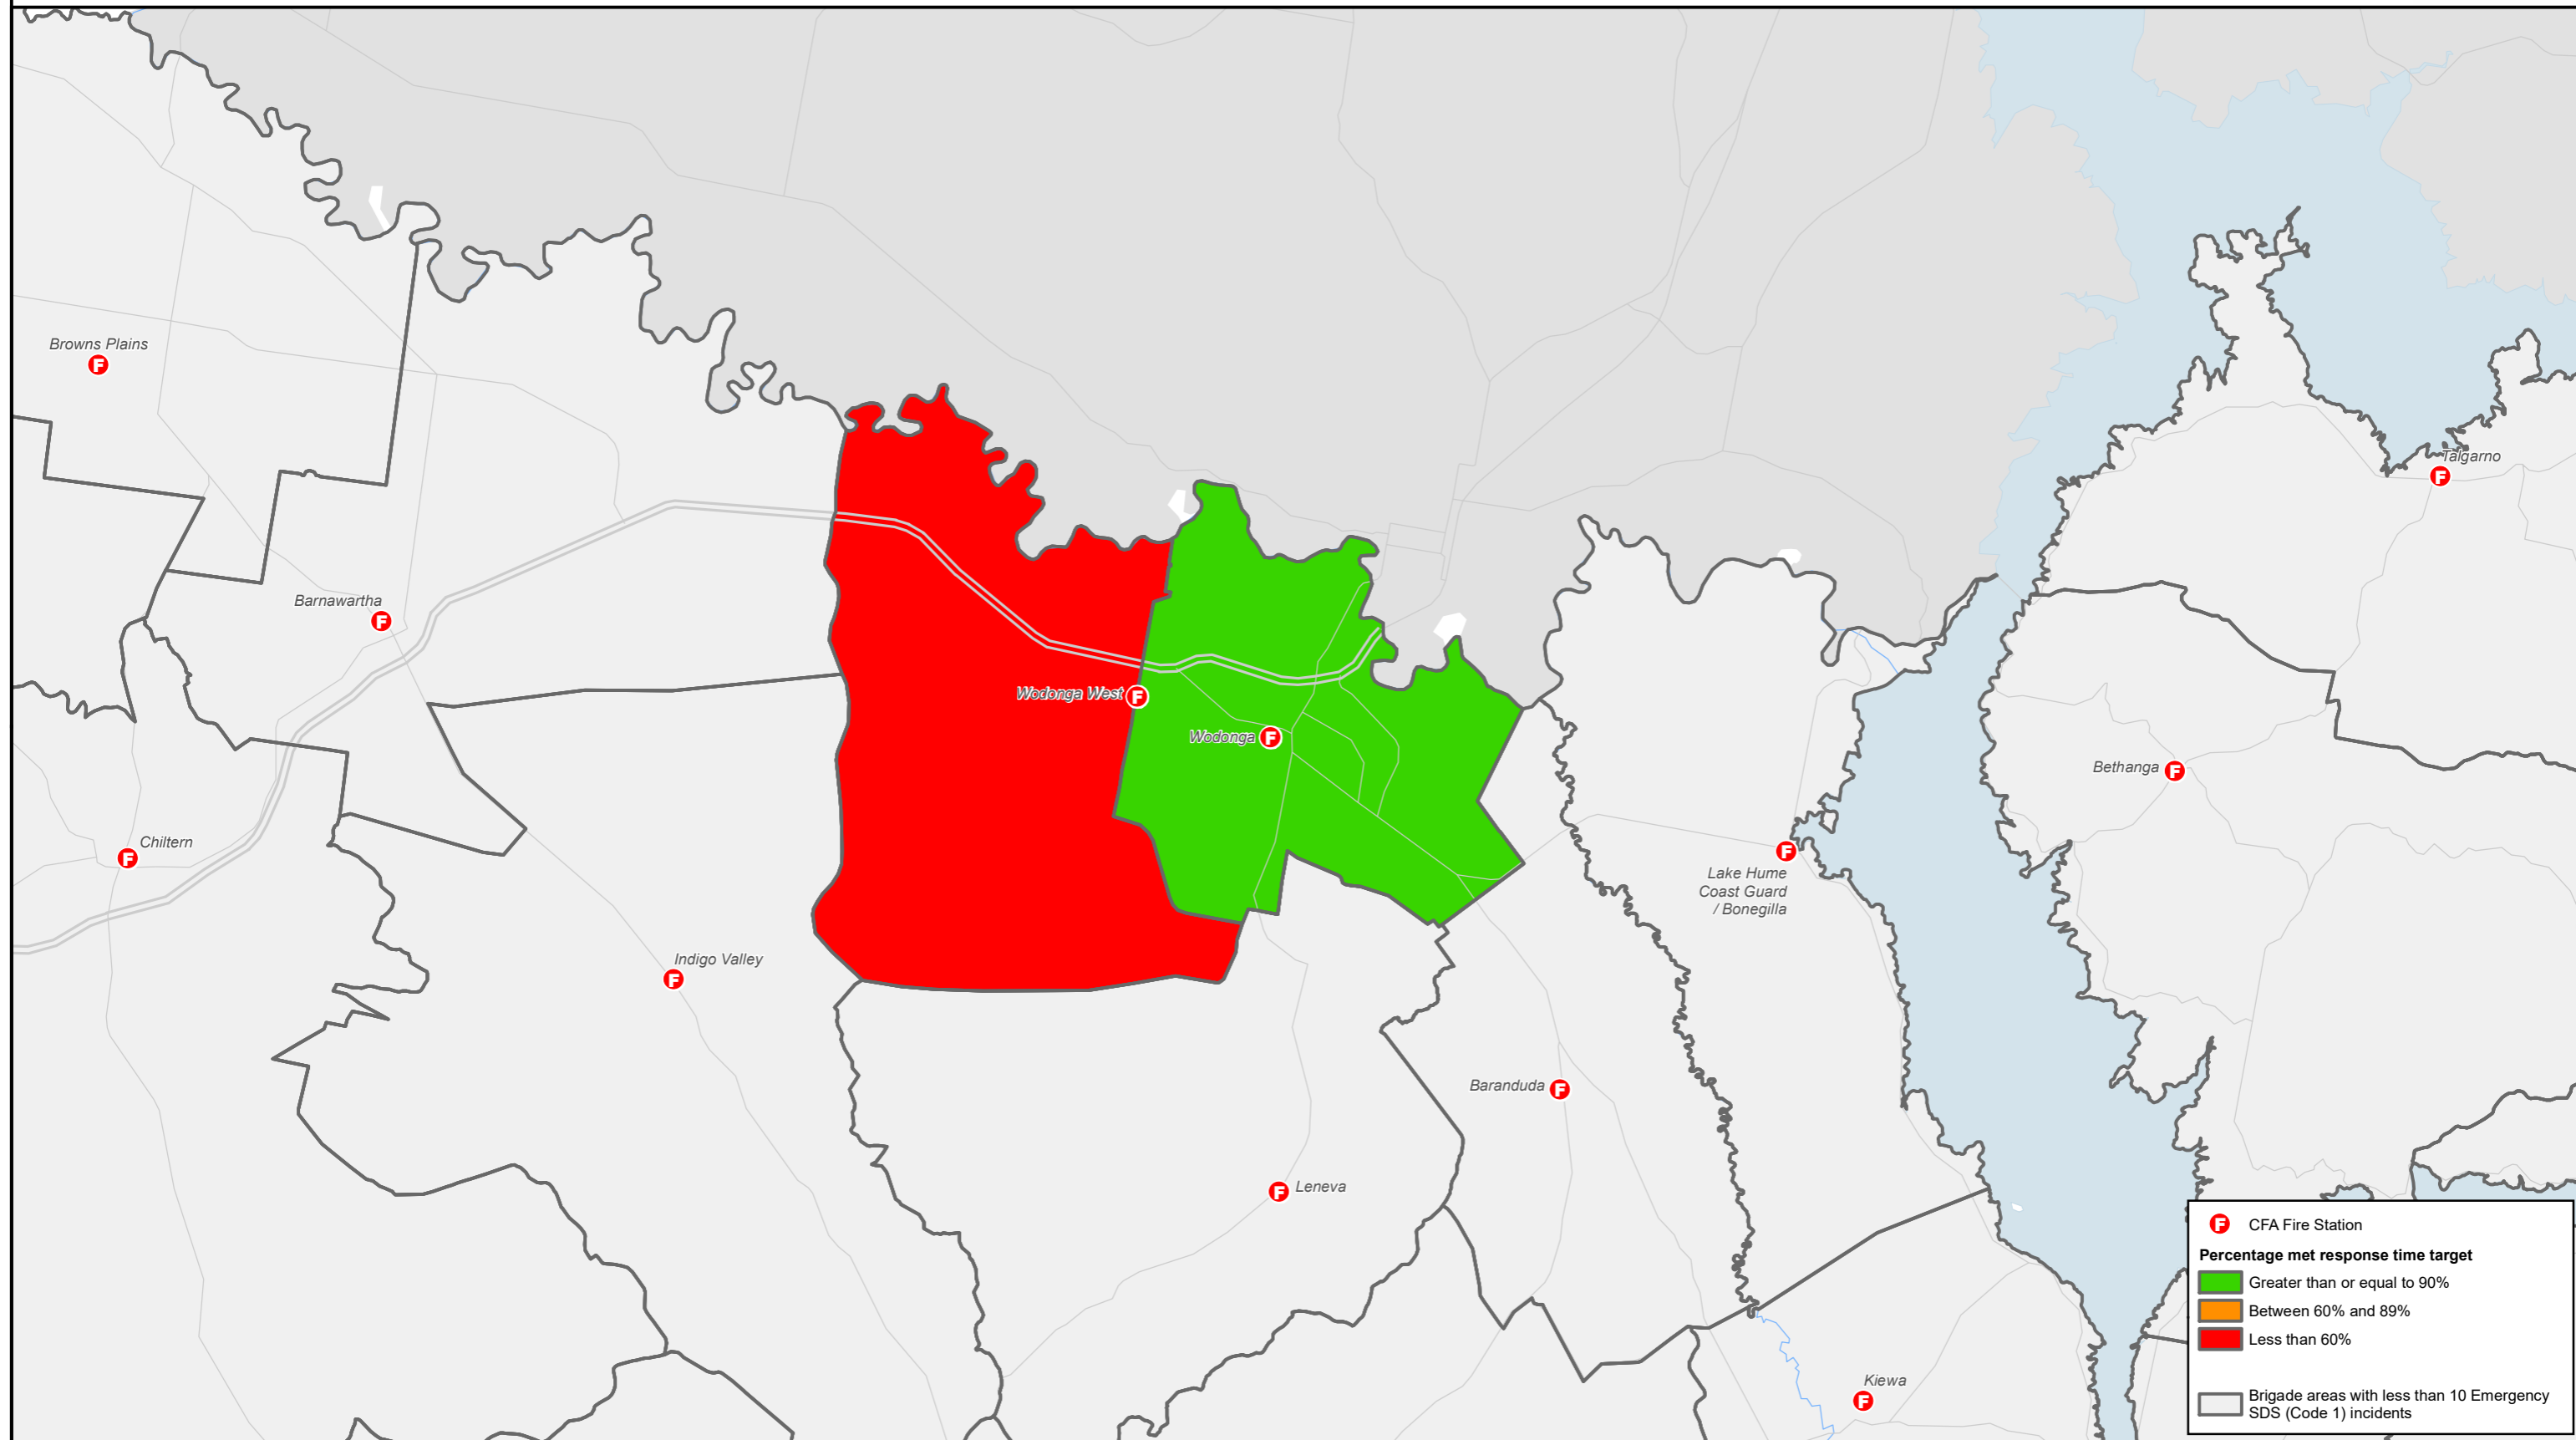 Browns Plains
Talgarno
Barnawartha
Wodonga West
Wodonga
Bethanga
Chiltern
Lake Hume
Coast Guard
/ Bonegilla
Indigo Valley
Baranduda
Leneva
Kiewa
F CFA Fire Station
Percentage met response time target
Greater than or equal to 90%
Between 60% and 89%
Less than 60%
Brigade areas with less than 10 Emergency
SDS (Code 1) incidents